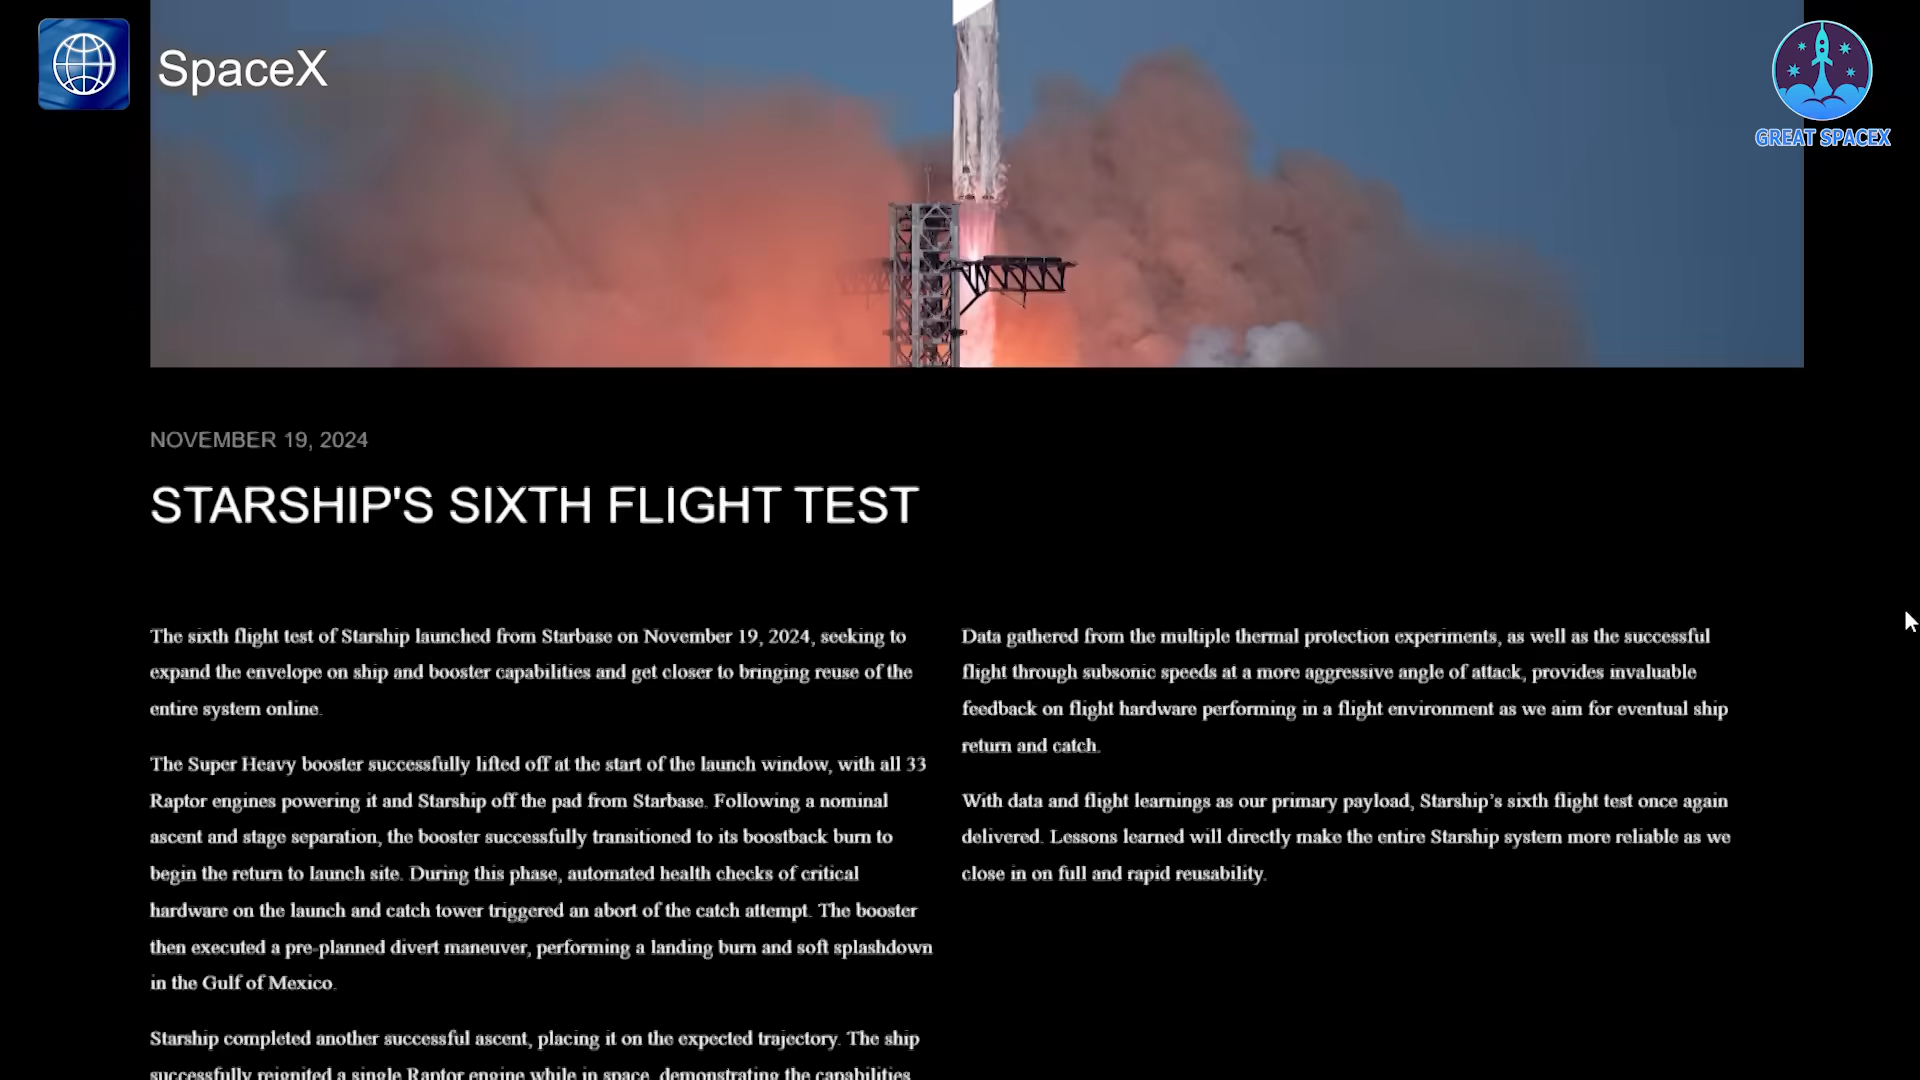 SpaceX
GREAT SPACEX
NOVEMBER 19, 2024
STARSHIP'S SIXTH FLIGHT TEST
The sixth flight test of Starship launched from Starbase on November 19, 2024, seeking to
expand the envelope on ship and booster capabilities and get closer to bringing reuse of the
entire system online.
The Super Heavy booster successfully lifted off at the start of the launch window, with all 33
Raptor engines powering it and Starship off the pad from Starbase. Following a nominal
ascent and stage separation, the booster successfully transitioned to its boostback burn to
begin the return to launch site. During this phase, automated health checks of critical
hardware on the launch and catch tower triggered an abort of the catch attempt. The booster
then executed a pre-planned divert maneuver, performing a landing burn and soft splashdown
in the Gulf of Mexico.
Starship completed another successful ascent, placing it on the expected trajectory. The ship
successfully reignited a single Raptor engine while in space, demonstrating the capabilities
Data gathered from the multiple thermal protection experiments, as well as the successful
flight through subsonic speeds at a more aggressive angle of attack, provides invaluable
feedback on flight hardware performing in a flight environment as we aim for eventual ship
return and catch.
With data and flight learnings as our primary payload, Starship’s sixth flight test once again
delivered. Lessons learned will directly make the entire Starship system more reliable as we
close in on full and rapid reusability.